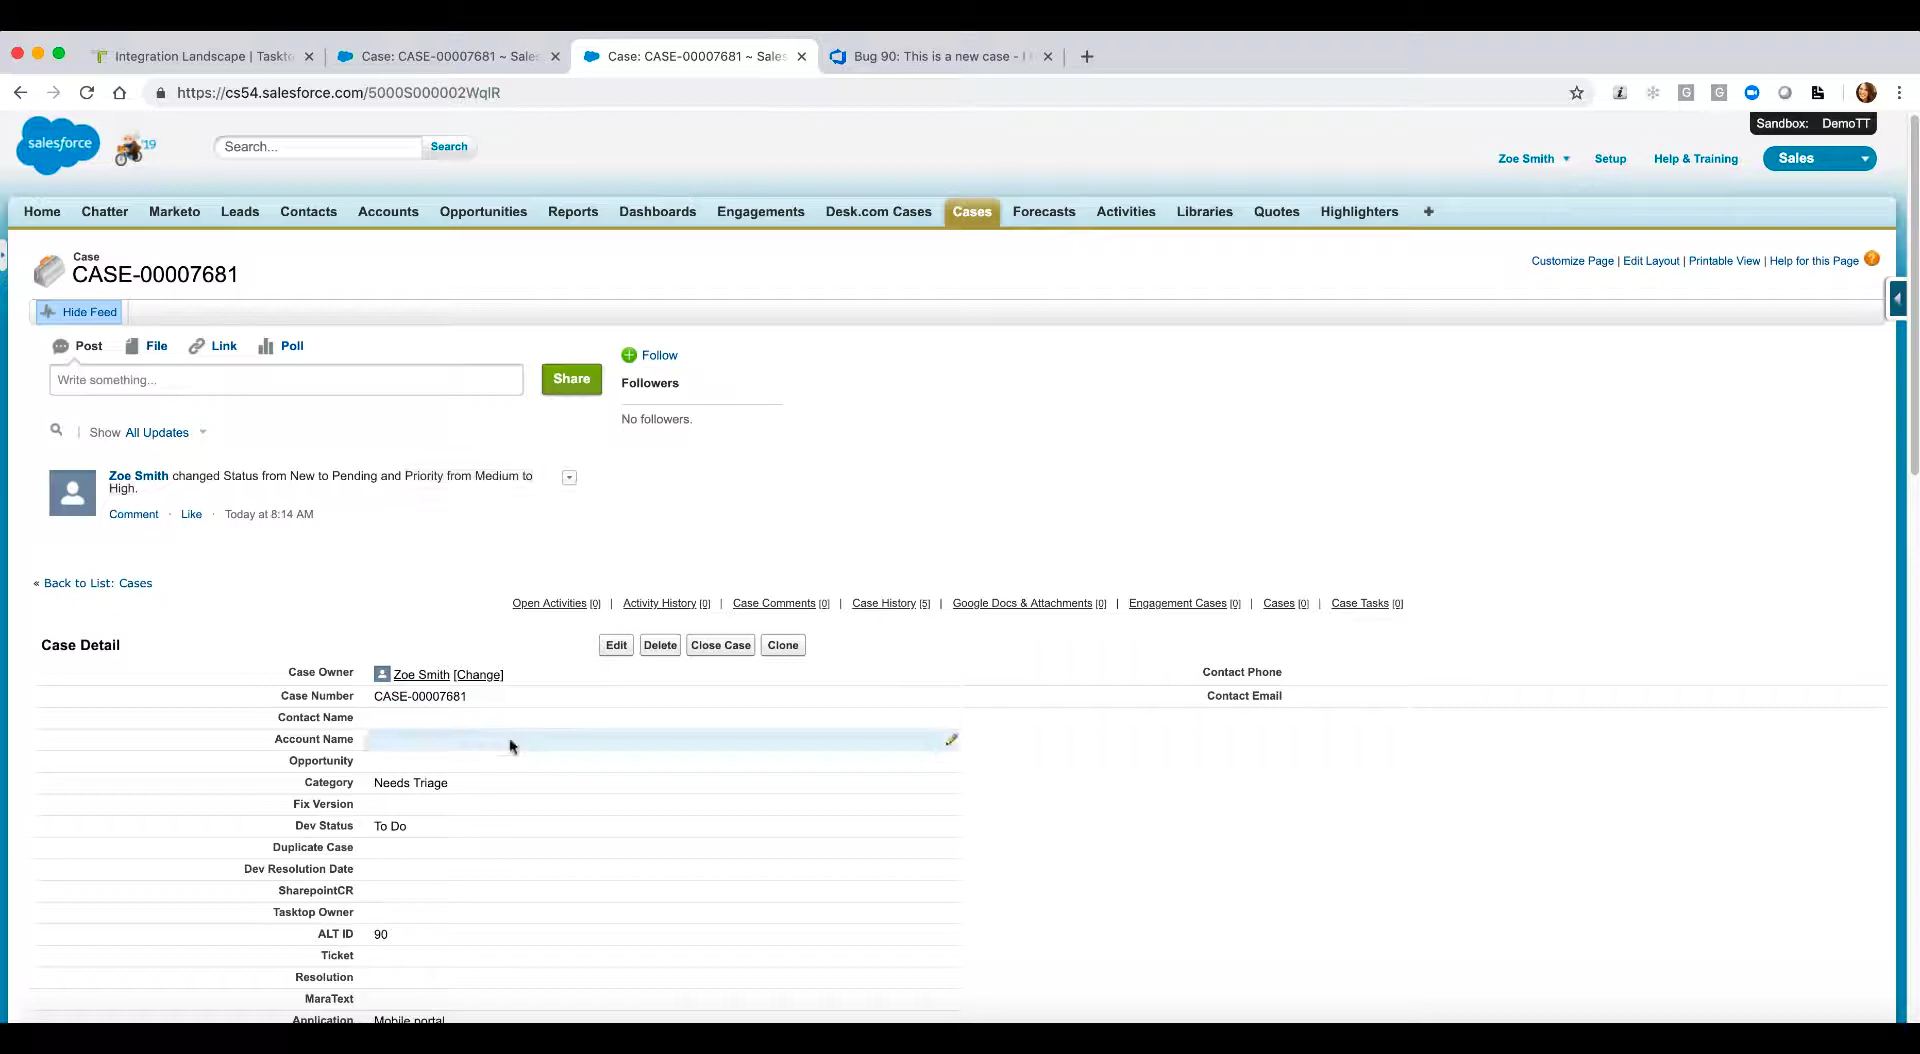 Integration Landscape | Taskto
Case: CASE-00007681 ~ Sales
Case: CASE-00007681 ~ Sales
Bug 90: This is a new case -
https://cs54.salesforce.com/5000S000002WqlR
salesforce
'19
Search...
Search
Sandbox: DemoTT
Zoe Smith
Setup
Help & Training
Sales
Home
Chatter
Marketo
Leads
Contacts
Accounts
Opportunities
Reports
Dashboards
Engagements
Desk.com Cases
Cases
Forecasts
Activities
Libraries
Quotes
Highlighters
+
Case
CASE-00007681
Customize Page | Edit Layout | Printable View | Help for this Page
Hide Feed
Post
File
Link
Poll
Write something...
Share
Follow
Followers
No followers.
Show All Updates
Zoe Smith changed Status from New to Pending and Priority from Medium to
High.
Comment · Like · Today at 8:14 AM
« Back to List: Cases
Open Activities [0] | Activity History [0] | Case Comments [0] | Case History [5] | Google Docs & Attachments [0] | Engagement Cases [0] | Cases [0] | Case Tasks [0]
Case Detail
Edit
Delete
Close Case
Clone
Case Owner Zoe Smith [Change]
Contact Phone
Case Number CASE-00007681
Contact Email
Contact Name
Account Name
Opportunity
Category Needs Triage
Fix Version
Dev Status To Do
Duplicate Case
Dev Resolution Date
SharepointCR
Tasktop Owner
ALT ID 90
Ticket
Resolution
MaraText
Application Mobile portal